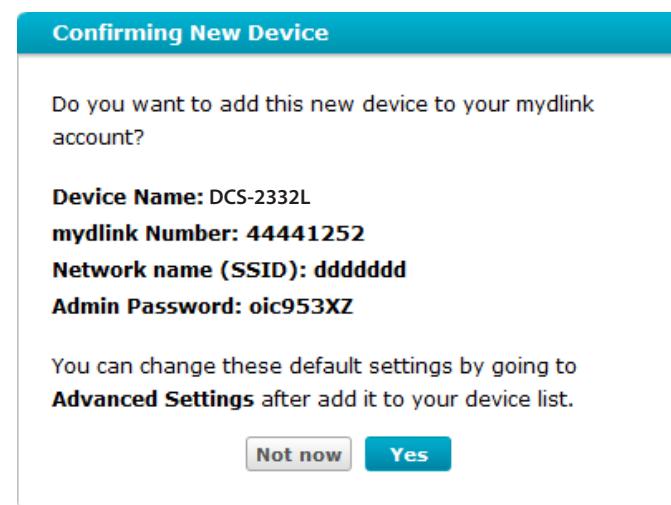 Confirming New Device
Do you want to add this new device to your mydlink
account?
Device Name: DCS-2332L
mydlink Number: 44441252
Network name (SSID): ddddddd
Admin Password: oic953XZ
You can change these default settings by going to
Advanced Settings after add it to your device list.
Not now Yes